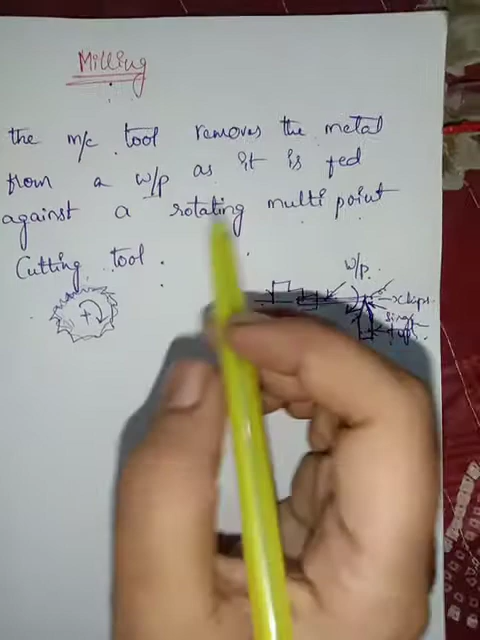 Milling
the m/c tool removes the metal
from a w/p as it is fed
against a rotating multi point
Cutting tool.
w/p.
chips